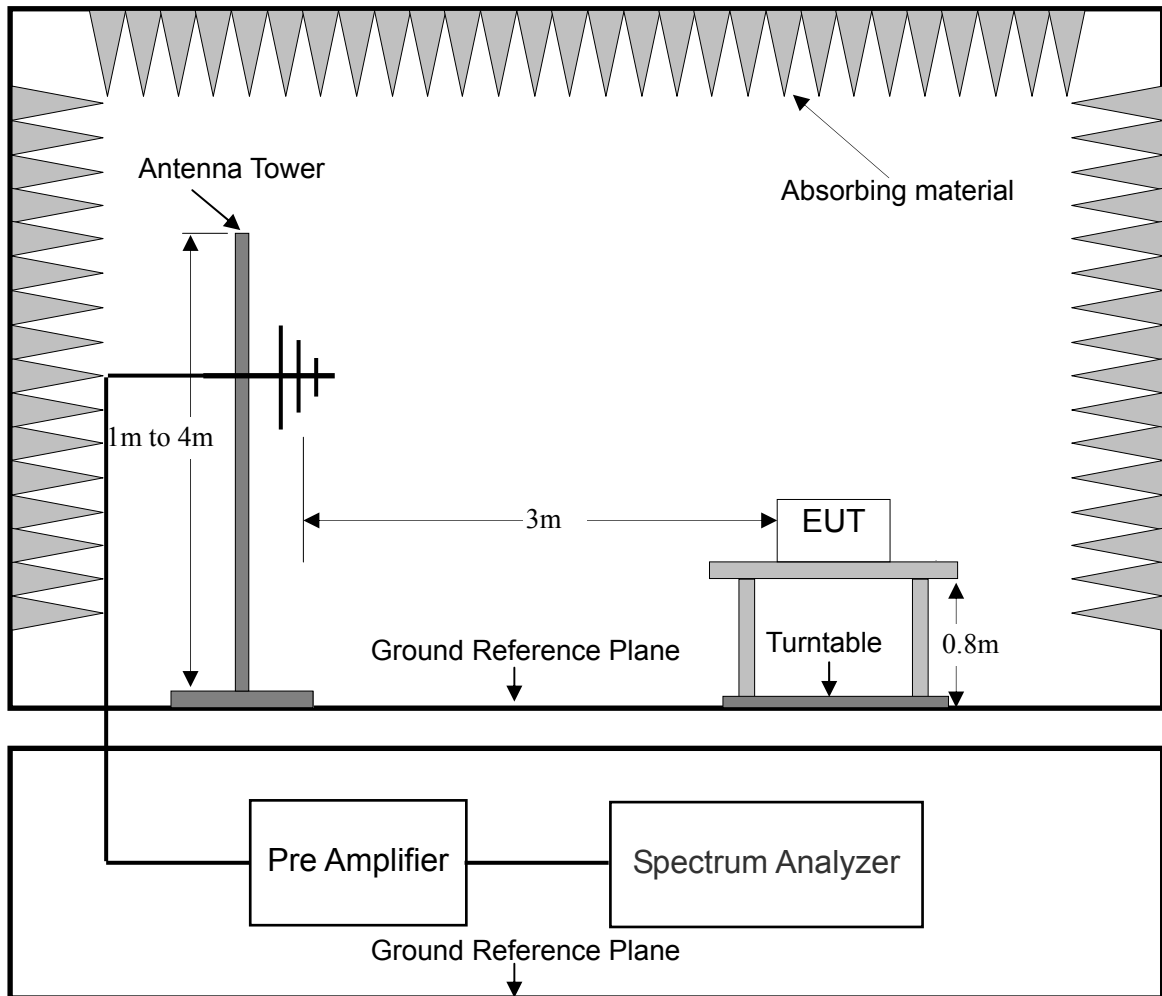 Antenna Tower
Absorbing material
1m to 4m
3m
EUT
Ground Reference Plane
Turntable
0.8m
Pre Amplifier
Spectrum Analyzer
Ground Reference Plane